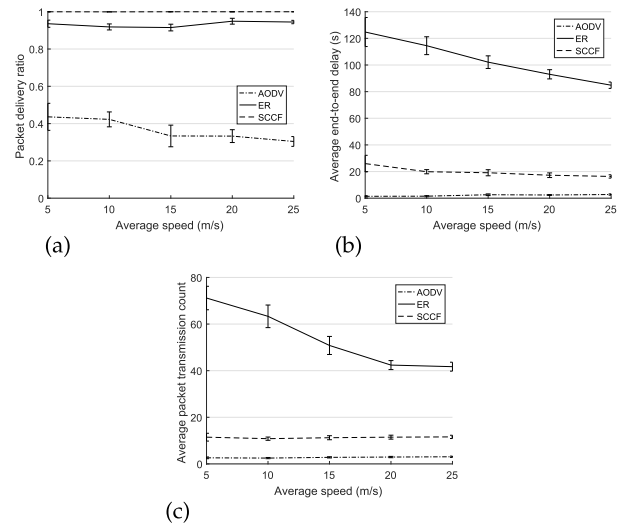 1
0.8
0.6
0.4
0.2
0
Packet delivery ratio
AODV
ER
SCCF
5 10 15 20 25
Average speed (m/s)
(a)
140
120
100
80
60
40
20
0
Average end-to-end delay (s)
AODV
ER
SCCF
5 10 15 20 25
Average speed (m/s)
(b)
80
60
40
20
0
Average packet transmission count
AODV
ER
SCCF
5 10 15 20 25
Average speed (m/s)
(c)